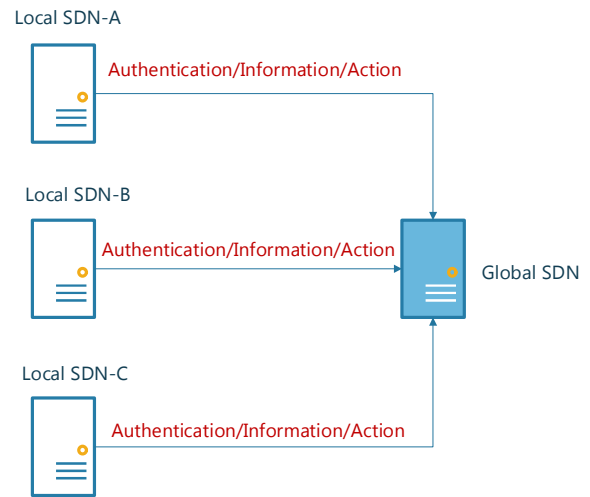 Local SDN-A
Authentication/Information/Action
Local SDN-B
Authentication/Information/Action
Global SDN
Local SDN-C
Authentication/Information/Action